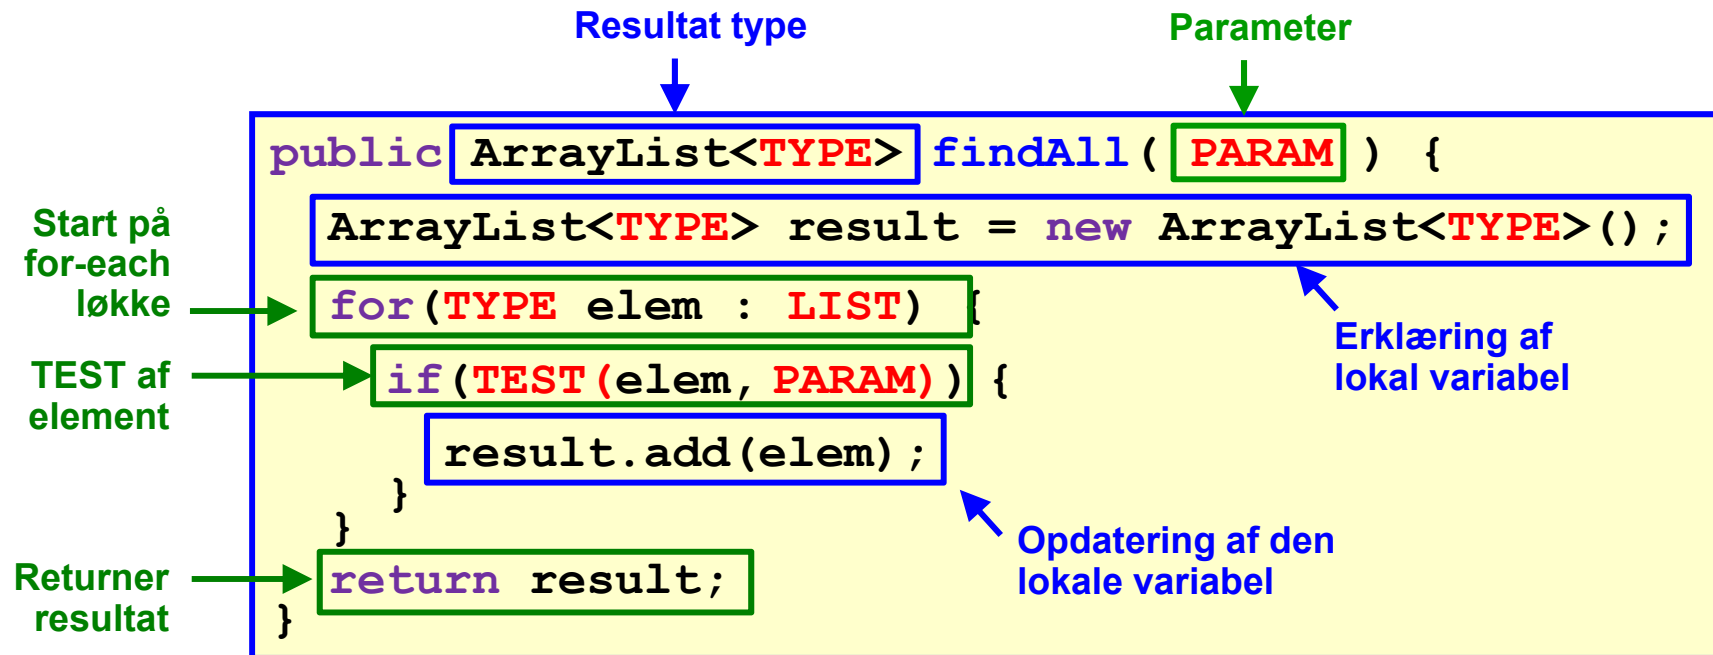 Resultat type
Parameter
public ArrayList<TYPE> findAll( PARAM ) {
ArrayList<TYPE> result = new ArrayList<TYPE>();
Start på
for-each
løkke
for(TYPE elem : LIST) {
Erklæring af
lokal variabel
TEST af
element
if(TEST(elem, PARAM)) {
result.add(elem);
}
}
Opdatering af den
lokale variabel
Returner
resultat
return result;
}